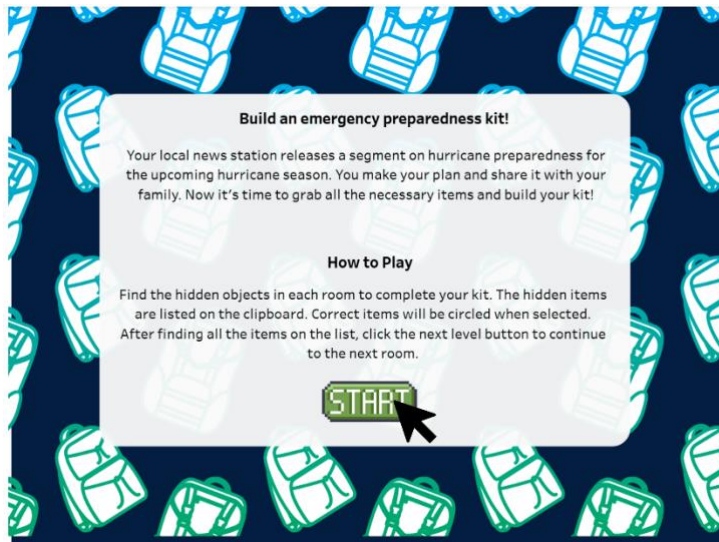 Build an emergency preparedness kit!
Your local news station releases a segment on hurricane preparedness for
the upcoming hurricane season. You make your plan and share it with your
family. Now it's time to grab all the necessary items and build your kit!
How to Play
Find the hidden objects in each room to complete your kit. The hidden items
are listed on the clipboard. Correct items will be circled when selected.
After finding all the items on the list, click the next level button to continue
to the next room.
START